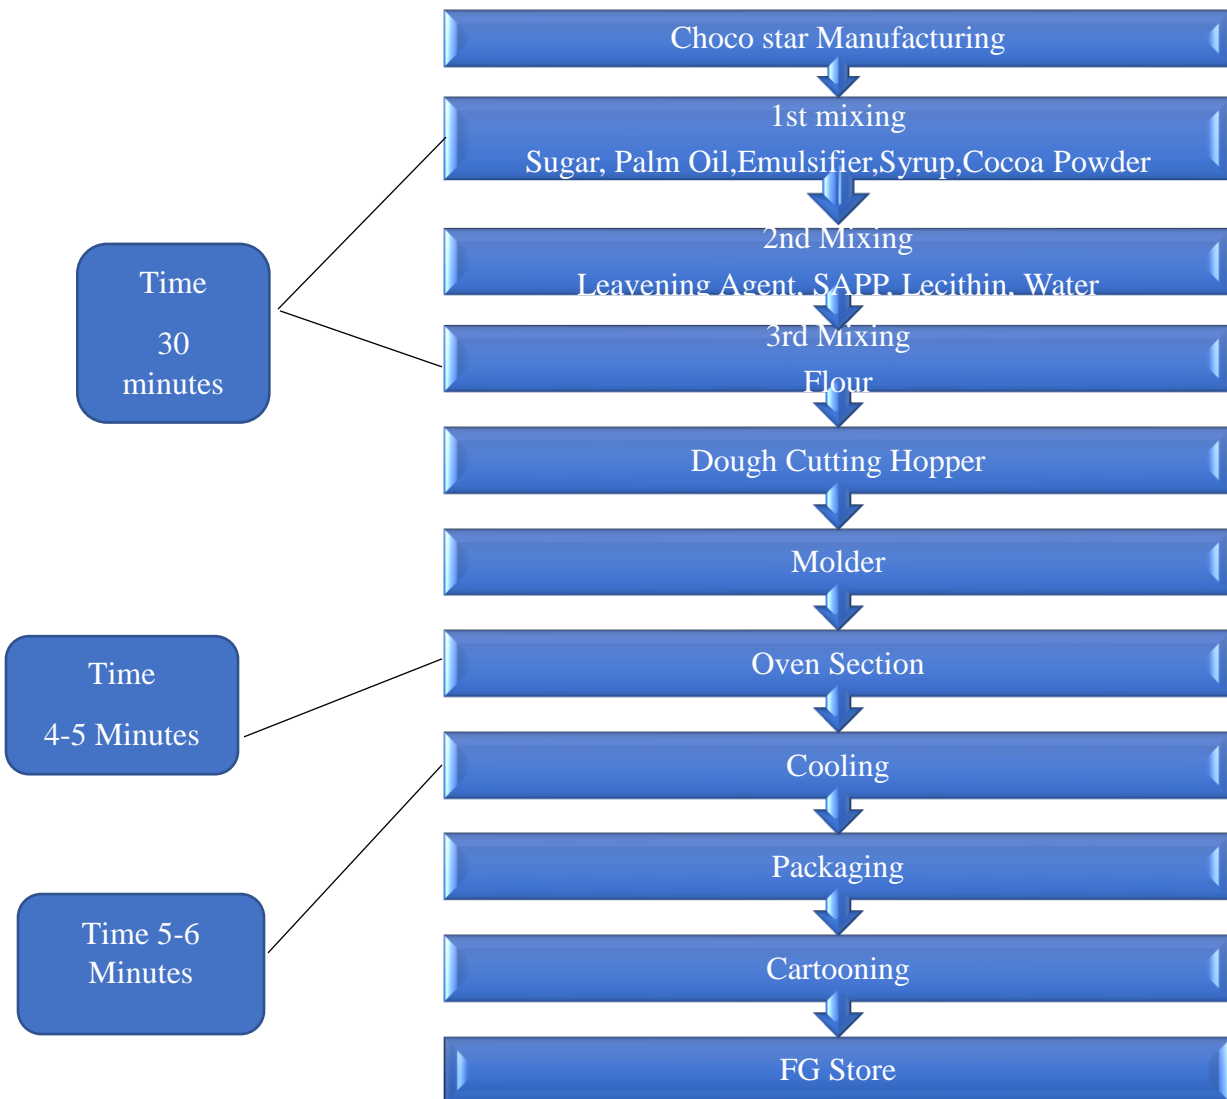 Choco star Manufacturing
1st mixing
Sugar, Palm Oil,Emulsifier,Syrup,Cocoa Powder
2nd Mixing
Leavening Agent, SAPP, Lecithin, Water
3rd Mixing
Flour
Time
30
minutes
Dough Cutting Hopper
Molder
Oven Section
Time
4-5 Minutes
Cooling
Time 5-6
Minutes
Packaging
Cartooning
FG Store